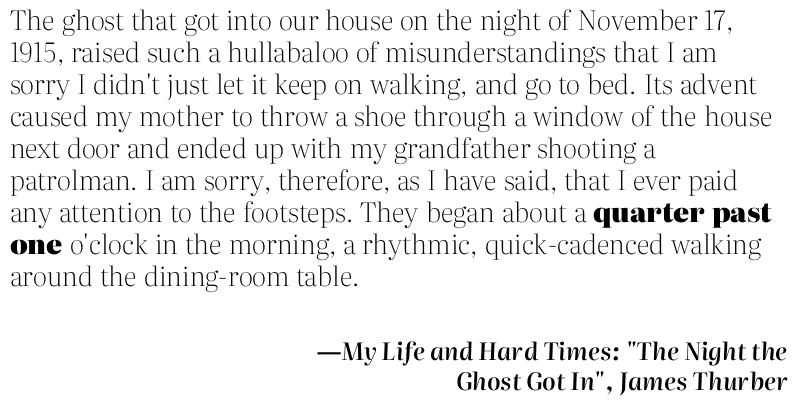 The ghost that got into our house on the night of November 17,
1915, raised such a hullabaloo of misunderstandings that I am
sorry I didn't just let it keep on walking, and go to bed. Its advent
caused my mother to throw a shoe through a window of the house
next door and ended up with my grandfather shooting a
patrolman. I am sorry, therefore, as I have said, that I ever paid
any attention to the footsteps. They began about a quarter past
one o'clock in the morning, a rhythmic, quick-cadenced walking
around the dining-room table.
—My Life and Hard Times: "The Night the
Ghost Got In", James Thurber